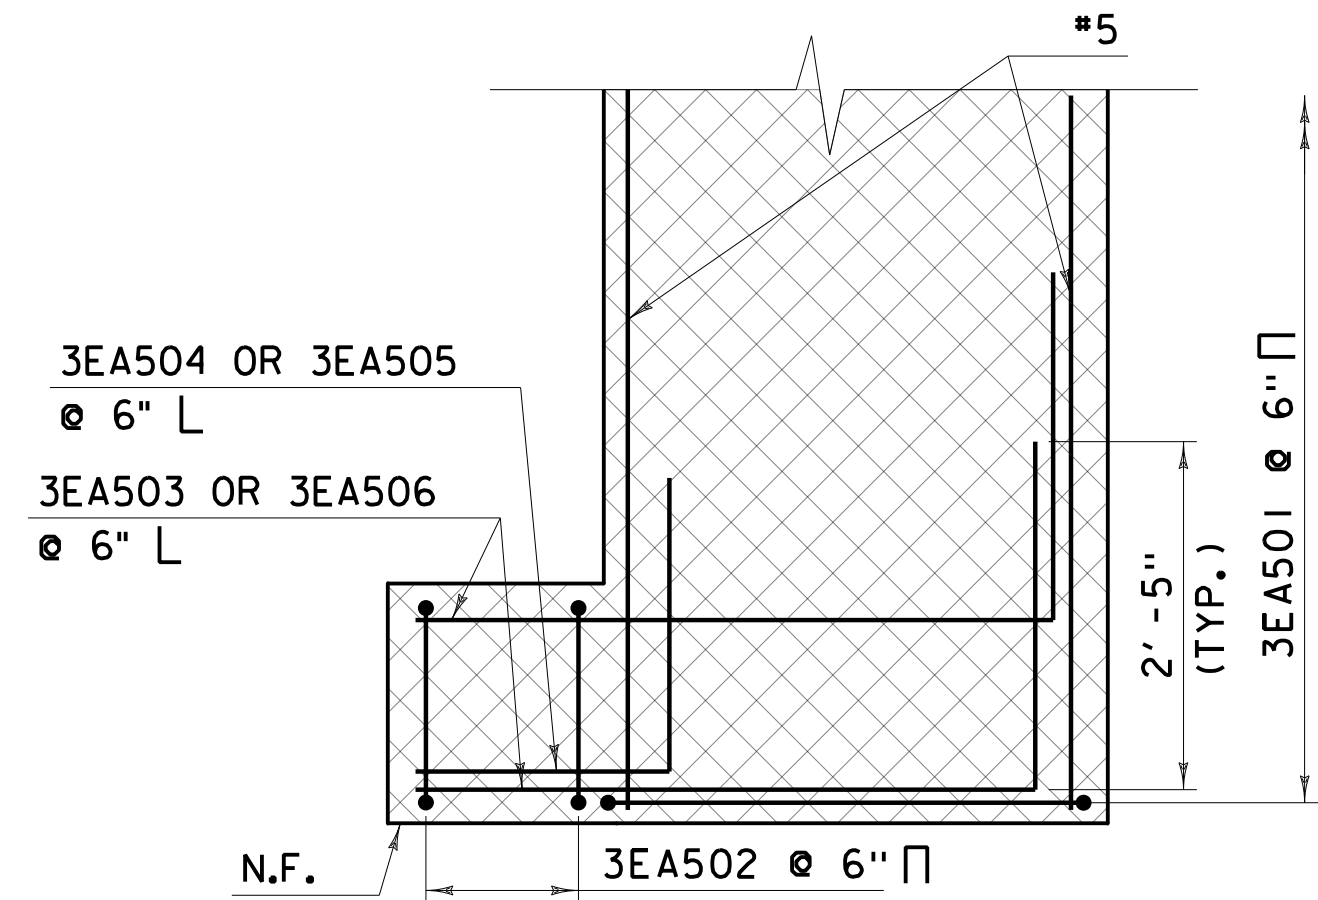 #5
3EA504 OR 3EA505
@ 6"
3EA503 OR 3EA506
@ 6"
2'-5"
(TYP.)
3EA501 @ 6"
N.F.
3EA502 @ 6"